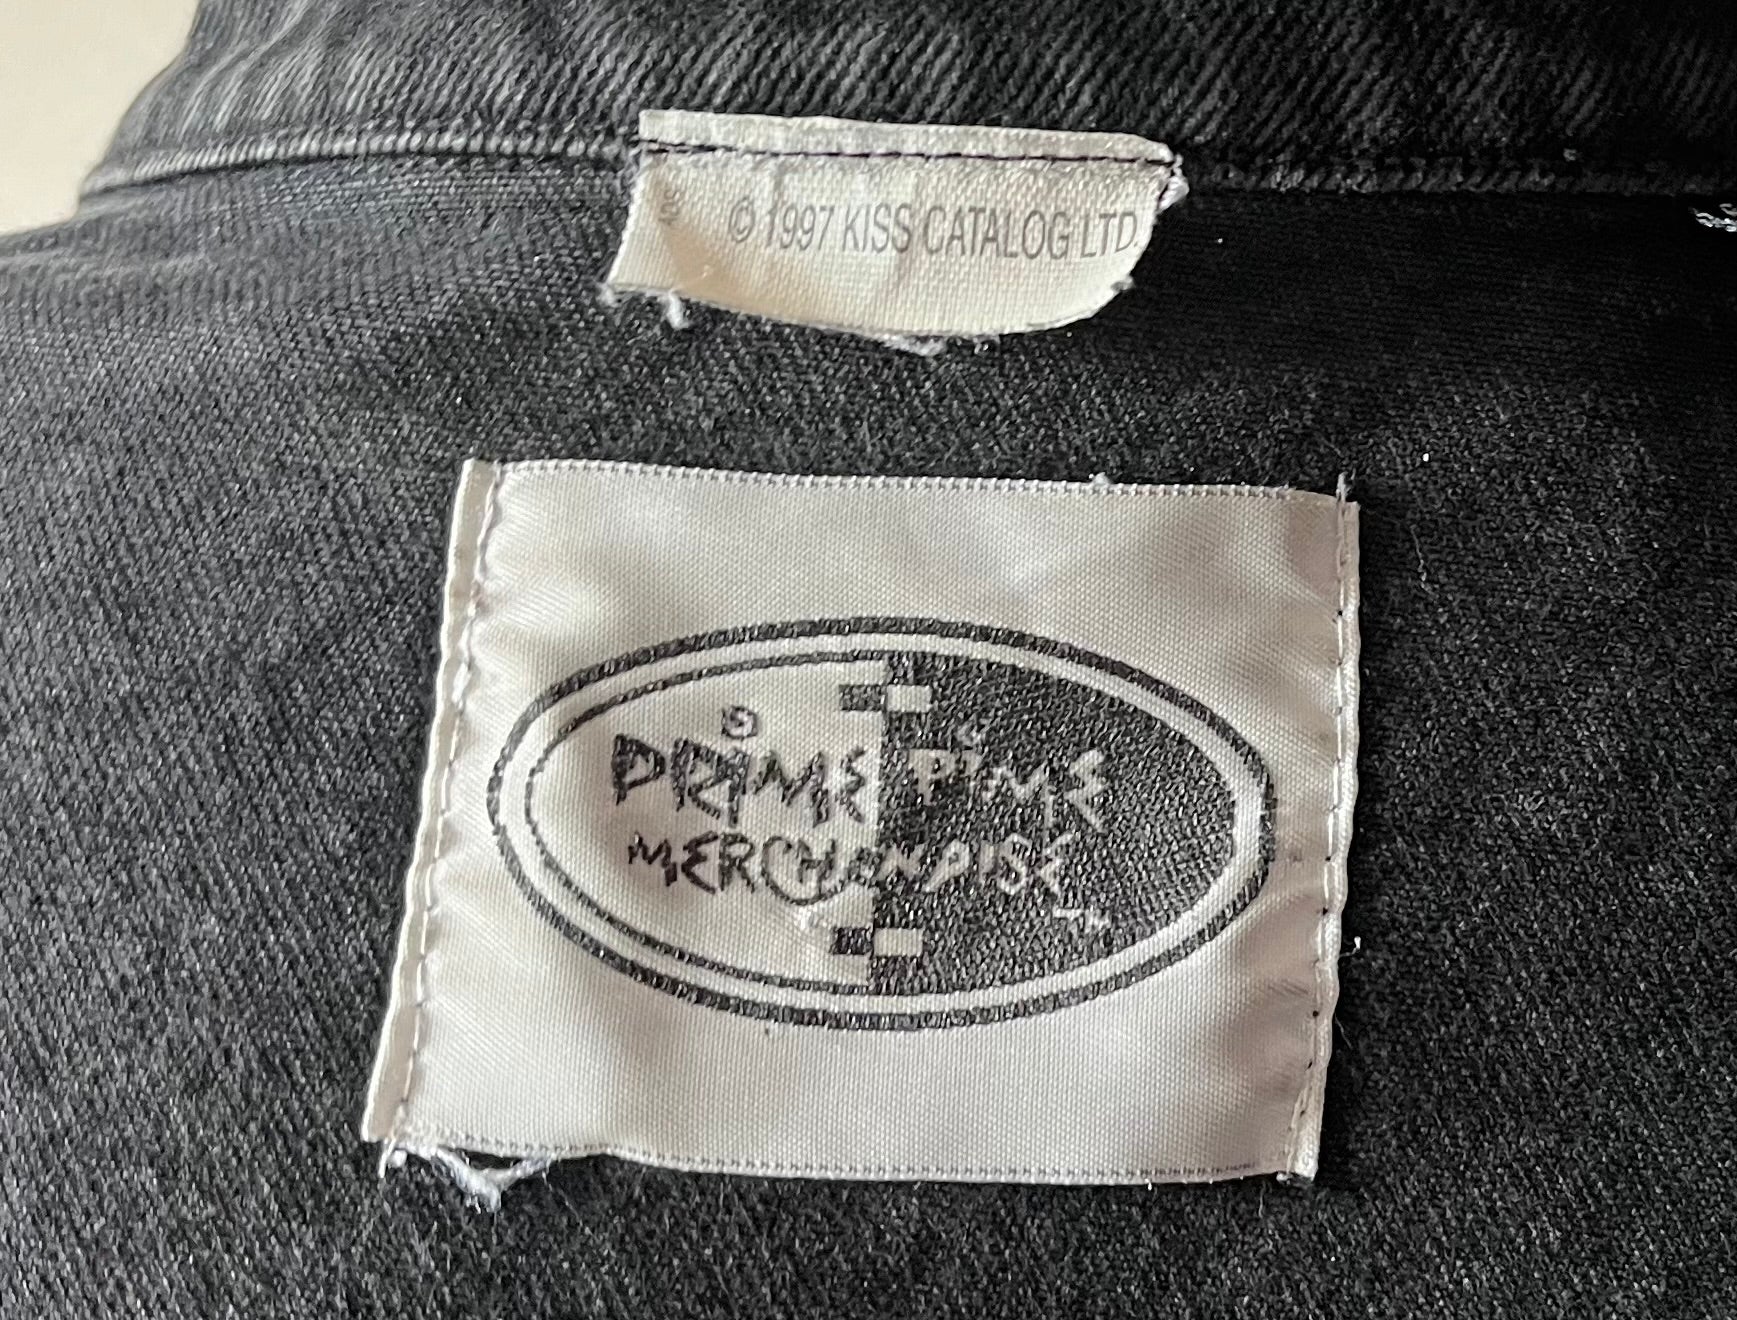 © 1997 KISS CATALOG LTD.
PRiME TiME
MERCHANDISE